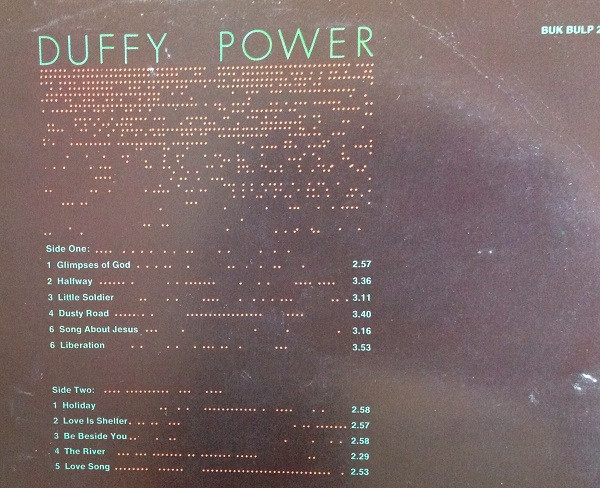 DUFFY POWER
BUK BULP 2
Side One:
1 Glimpses of God 2.57
2 Halfway 3.36
3 Little Soldier 3.11
4 Dusty Road 3.40
6 Song About Jesus 3.16
6 Liberation 3.53
Side Two:
1 Holiday 2.58
2 Love Is Shelter 2.57
3 Be Beside You 2.58
4 The River 2.29
5 Love Song 2.53